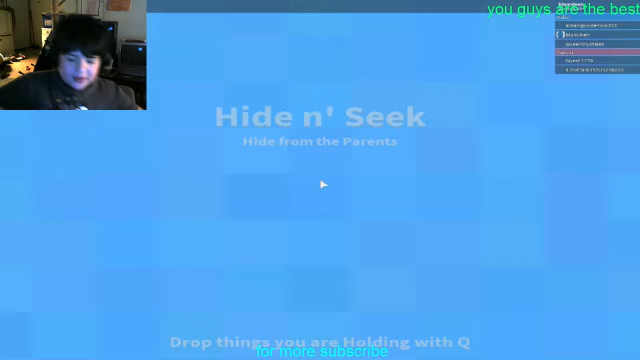 you guys are the best
Hide n' Seek
Hide from the Parents
Drop things you are Holding with Q
for more subscribe